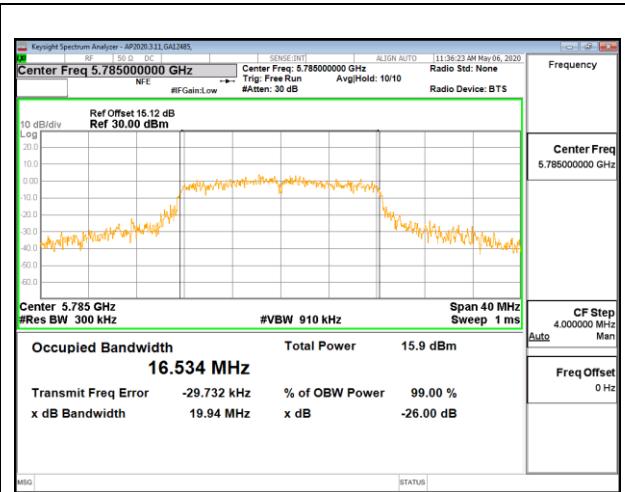 Keysight Spectrum Analyzer - AP2020.3.11, GA12485,
RF 50 Ω DC SENSE:INT ALIGN AUTO 11:36:23 AM May 06, 2020
Center Freq 5.785000000 GHz Center Freq: 5.785000000 GHz Radio Std: None Frequency
NFE Trig: Free Run Avg|Hold: 10/10
#IFGain:Low #Atten: 30 dB Radio Device: BTS
Ref Offset 15.12 dB
10 dB/div Ref 30.00 dBm
Log
20.0
10.0
0.00
-10.0
-20.0
-30.0
-40.0
-50.0
-60.0
Center Freq
5.785000000 GHz
Center 5.785 GHz Span 40 MHz
#Res BW 300 kHz #VBW 910 kHz Sweep 1 ms
CF Step
4.000000 MHz
Auto Man
Occupied Bandwidth Total Power 15.9 dBm
16.534 MHz
Freq Offset
0 Hz
Transmit Freq Error -29.732 kHz % of OBW Power 99.00 %
x dB Bandwidth 19.94 MHz x dB -26.00 dB
MSG STATUS